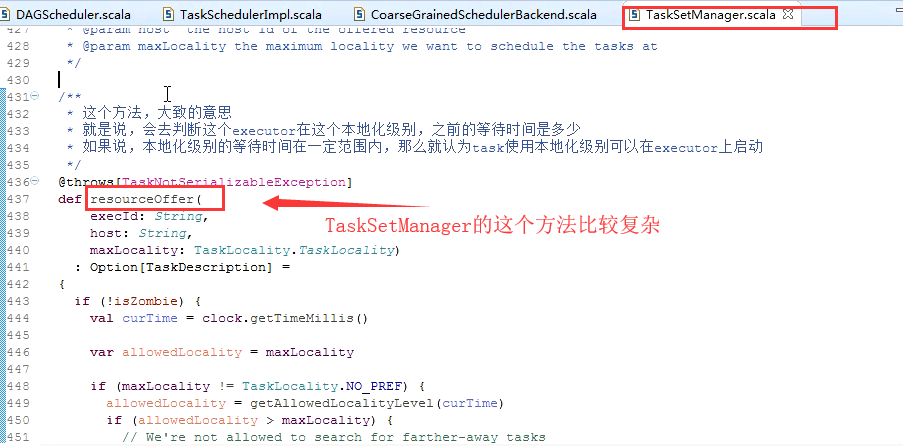 DAGScheduler.scala TaskSchedulerImpl.scala CoarseGrainedSchedulerBackend.scala TaskSetManager.scala
427 * @param host the host id of the offered resource
428 * @param maxLocality the maximum locality we want to schedule the tasks at
429 */
430
431 /**
432 * 这个方法，大致的意思
433 * 就是说，会去判断这个executor在这个本地化级别，之前的等待时间是多少
434 * 如果说，本地化级别的等待时间在一定范围内，那么就认为task使用本地化级别可以在executor上启动
435 */
436 @throws[TaskNotSerializableException]
437 def resourceOffer(
438 execId: String,
TaskSetManager的这个方法比较复杂
439 host: String,
440 maxLocality: TaskLocality.TaskLocality)
441 : Option[TaskDescription] =
442 {
443 if (!isZombie) {
444 val curTime = clock.getTimeMillis()
445
446 var allowedLocality = maxLocality
447
448 if (maxLocality != TaskLocality.NO_PREF) {
449 allowedLocality = getAllowedLocalityLevel(curTime)
450 if (allowedLocality > maxLocality) {
451 // We're not allowed to search for farther-away tasks